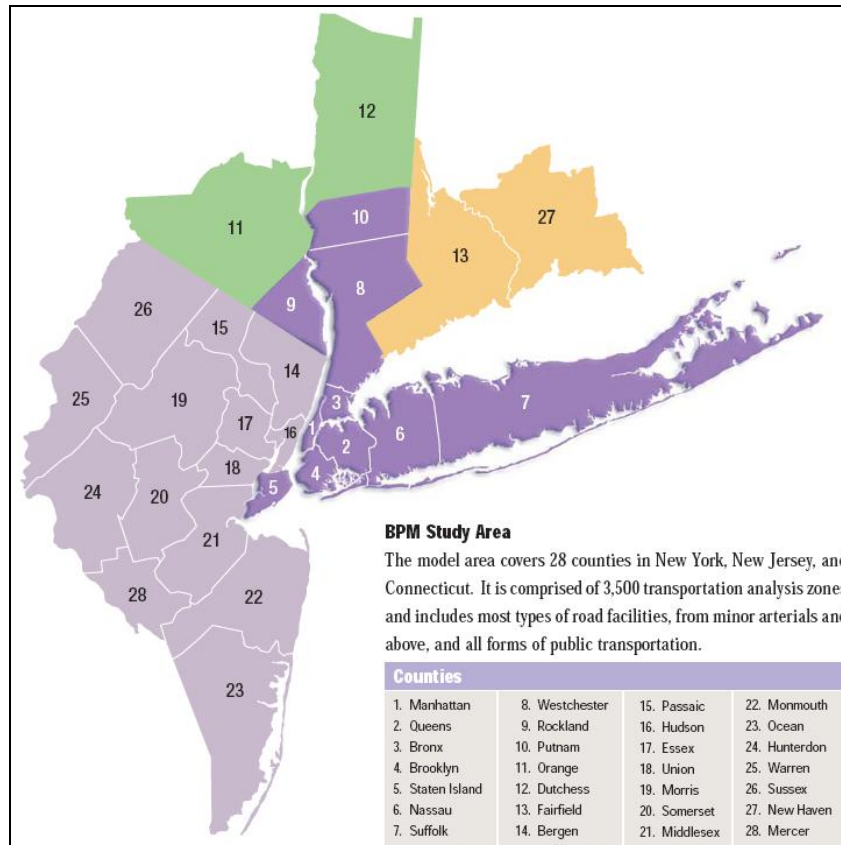 12
10
11
27
13
8
9
26
15
14
25
19
3
7
17
16
1
6
2
18
4
5
24
20
21
28
22
23
BPM Study Area
The model area covers 28 counties in New York, New Jersey, and
Connecticut. It is comprised of 3,500 transportation analysis zones
and includes most types of road facilities, from minor arterials and
above, and all forms of public transportation.
Counties
1. Manhattan
2. Queens
3. Bronx
4. Brooklyn
5. Staten Island
6. Nassau
7. Suffolk
8. Westchester
9. Rockland
10. Putnam
11. Orange
12. Dutchess
13. Fairfield
14. Bergen
15. Passaic
16. Hudson
17. Essex
18. Union
19. Morris
20. Somerset
21. Middlesex
22. Monmouth
23. Ocean
24. Hunterdon
25. Warren
26. Sussex
27. New Haven
28. Mercer